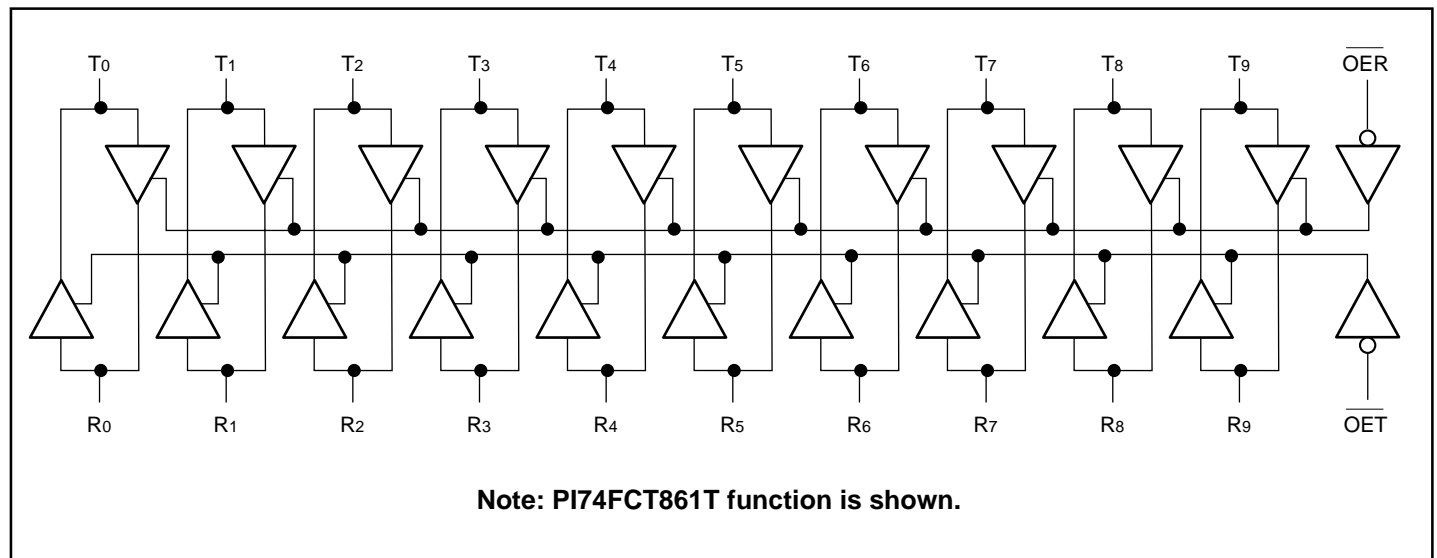 T0 T1 T2 T3 T4 T5 T6 T7 T8 T9 OER
R0 R1 R2 R3 R4 R5 R6 R7 R8 R9 OET
Note: PI74FCT861T function is shown.